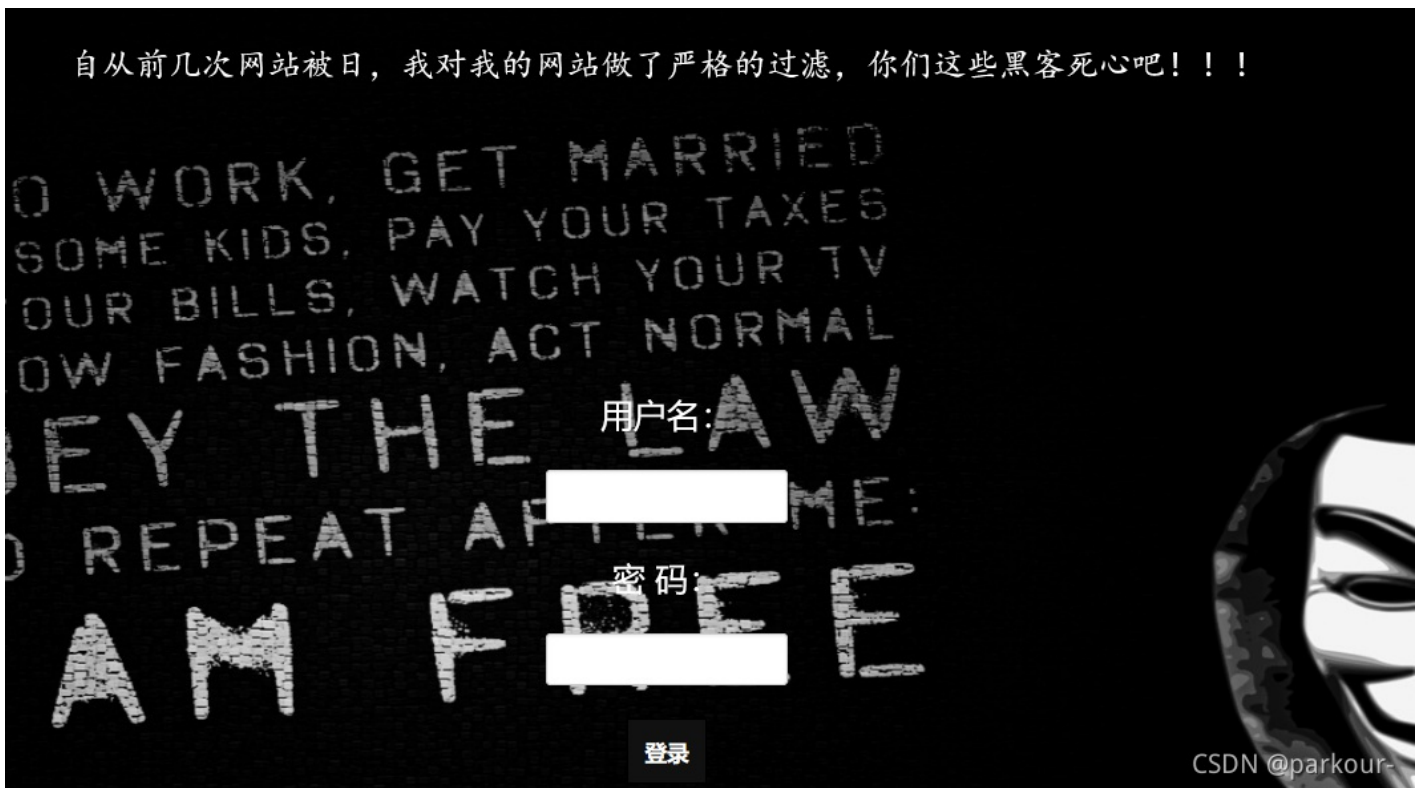 自从前几次网站被日，我对我的网站做了严格的过滤，你们这些黑客死心吧！！！
O WORK, GET MARRIED
SOME KIDS, PAY YOUR TAXES
OUR BILLS, WATCH YOUR TV
OW FASHION, ACT NORMAL
BEY THE LAW
用户名:
REPEAT AFTER ME:
密 码:
AM FREE
登录
CSDN @parkour-